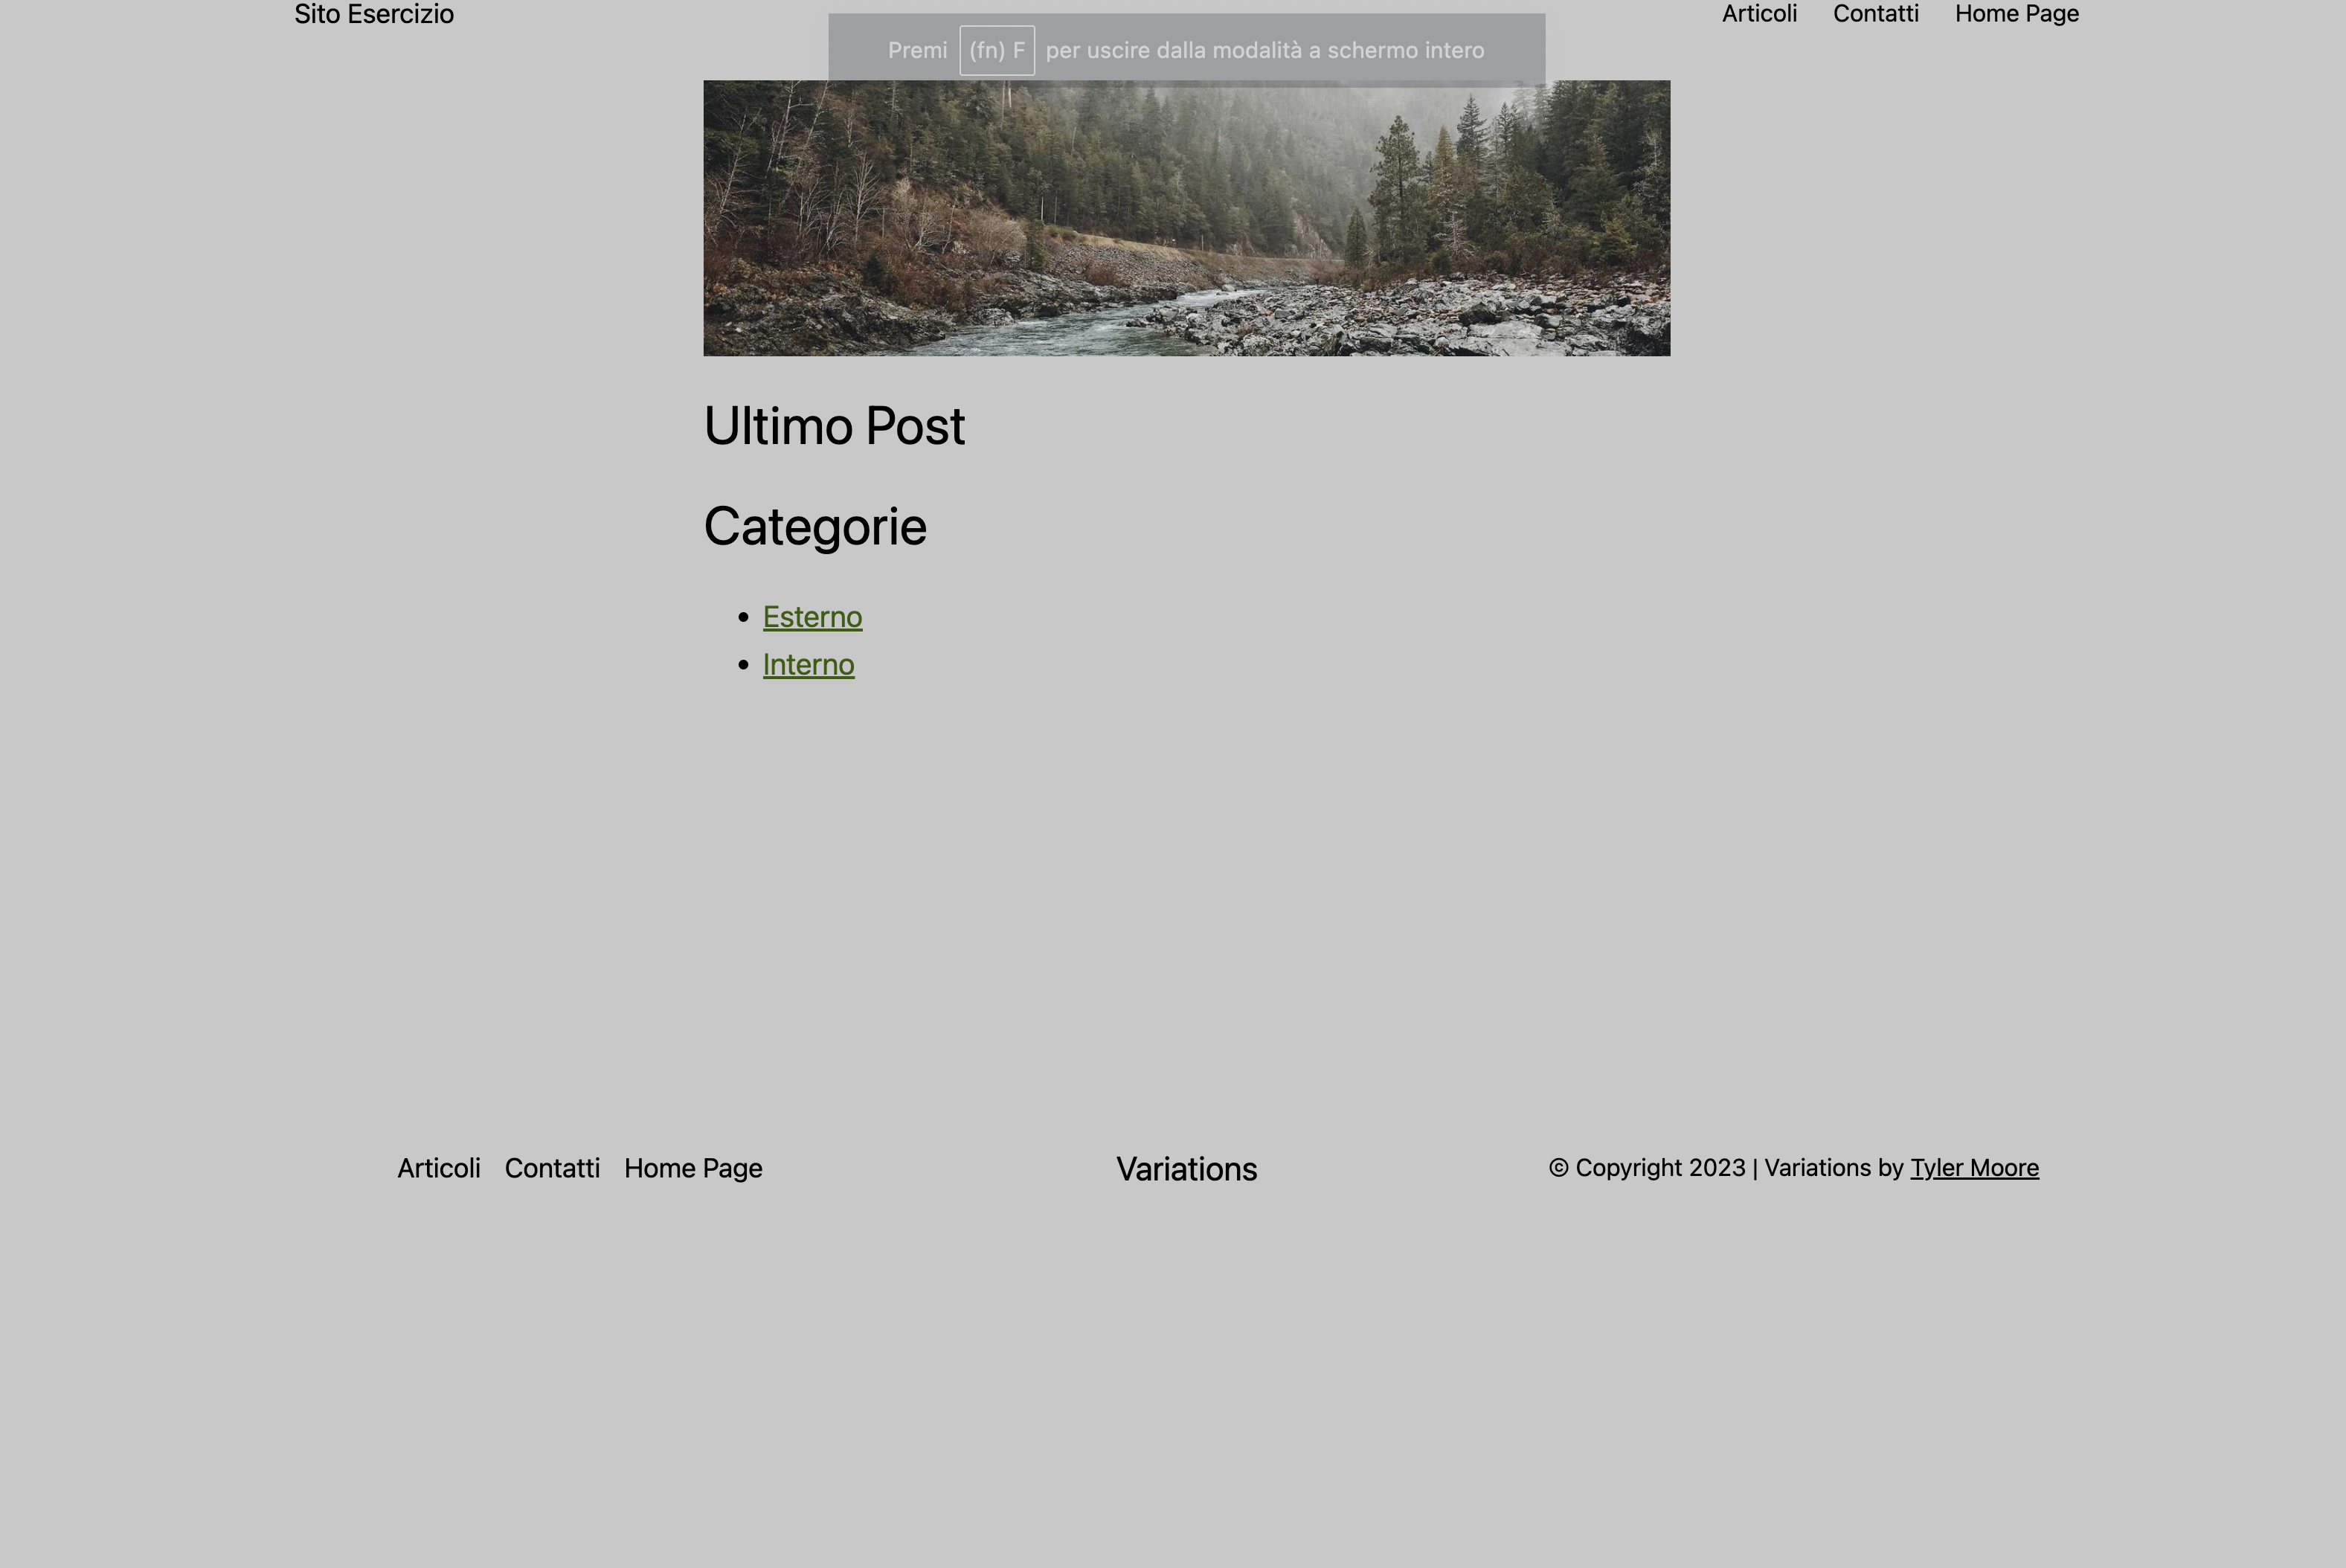 Sito Esercizio
Articoli Contatti Home Page
Premi (fn) F per uscire dalla modalità a schermo intero
Ultimo Post
Categorie
Esterno
Interno
Articoli Contatti Home Page
Variations
© Copyright 2023 | Variations by Tyler Moore